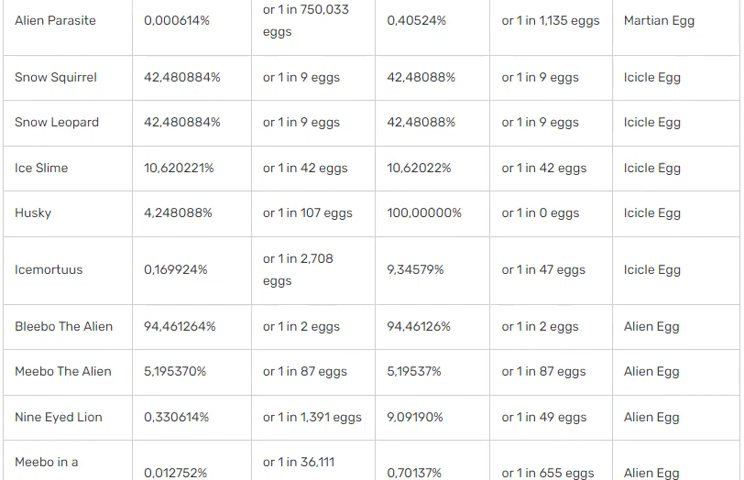 Alien Parasite 0,000614% or 1 in 750,033 eggs 0,40524% or 1 in 1,135 eggs Martian Egg
Snow Squirrel 42,480884% or 1 in 9 eggs 42,48088% or 1 in 9 eggs Icicle Egg
Snow Leopard 42,480884% or 1 in 9 eggs 42,48088% or 1 in 9 eggs Icicle Egg
Ice Slime 10,620221% or 1 in 42 eggs 10,62022% or 1 in 42 eggs Icicle Egg
Husky 4,248088% or 1 in 107 eggs 100,00000% or 1 in 0 eggs Icicle Egg
Icemortuus 0,169924% or 1 in 2,708 eggs 9,34579% or 1 in 47 eggs Icicle Egg
Bleebo The Alien 94,461264% or 1 in 2 eggs 94,46126% or 1 in 2 eggs Alien Egg
Meebo The Alien 5,195370% or 1 in 87 eggs 5,19537% or 1 in 87 eggs Alien Egg
Nine Eyed Lion 0,330614% or 1 in 1,391 eggs 9,09190% or 1 in 49 eggs Alien Egg
Meebo in a 0,012752% or 1 in 36,111 0,70137% or 1 in 655 eggs Alien Egg